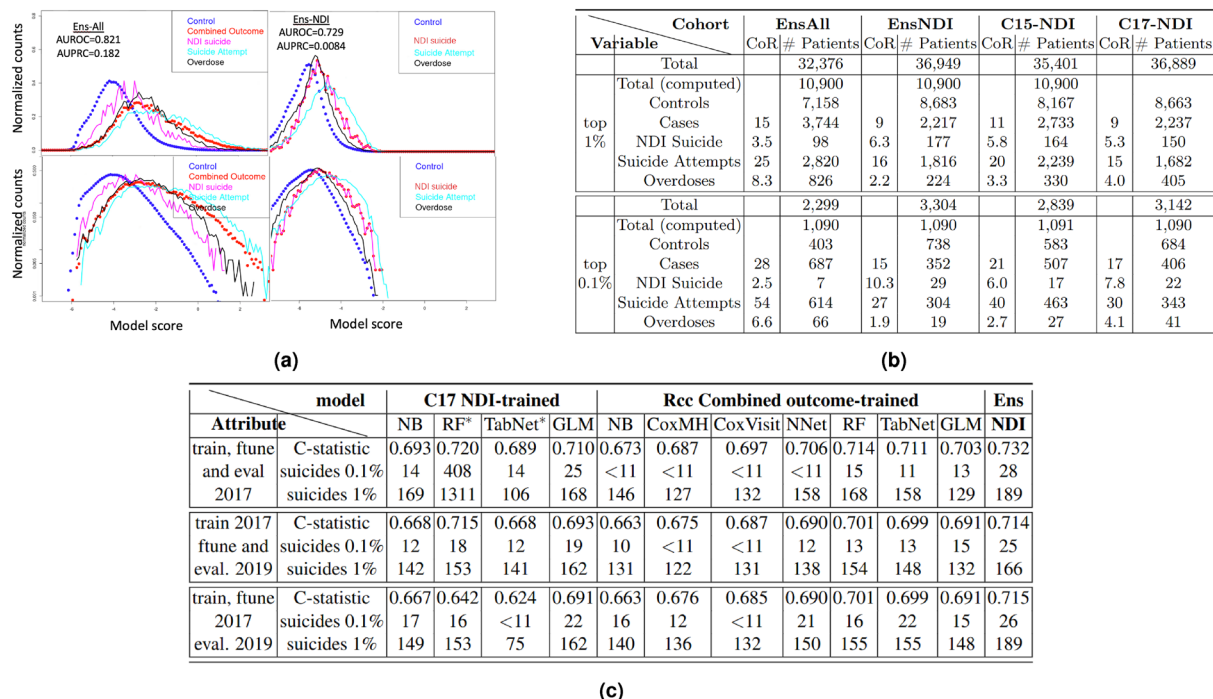 Ens-All
AUROC=0.821
AUPRC=0.182
Control
Combined Outcome
NDI suicide
Suicide Attempt
Overdose
Ens-NDI
AUROC=0.729
AUPRC=0.0084
Control
NDI suicide
Suicide Attempt
Overdose
Normalized counts
Control
Combined Outcome
NDI suicide
Suicide Attempt
Overdose
Control
NDI suicide
Suicide Attempt
Overdose
Normalized counts
Model score
Model score
(a)
Cohort EnsAll EnsNDI C15-NDI C17-NDI
Variable CoR # Patients CoR # Patients CoR # Patients CoR # Patients
Total 32,376 36,949 35,401 36,889
Total (computed) 10,900 10,900 10,900
Controls 7,158 8,683 8,167 8,663
top Cases 15 3,744 9 2,217 11 2,733 9 2,237
1% NDI Suicide 3.5 98 6.3 177 5.8 164 5.3 150
Suicide Attempts 25 2,820 16 1,816 20 2,239 15 1,682
Overdoses 8.3 826 2.2 224 3.3 330 4.0 405
Total 2,299 3,304 2,839 3,142
Total (computed) 1,090 1,090 1,091 1,090
Controls 403 738 583 684
top Cases 28 687 15 352 21 507 17 406
0.1% NDI Suicide 2.5 7 10.3 29 6.0 17 7.8 22
Suicide Attempts 54 614 27 304 40 463 30 343
Overdoses 6.6 66 1.9 19 2.7 27 4.1 41
(b)
model C17 NDI-trained Rcc Combined outcome-trained Ens
Attribute NB RF* TabNet* GLM NB CoxMH CoxVisit NNet RF TabNet GLM NDI
train, ftune C-statistic 0.693 0.720 0.689 0.710 0.673 0.687 0.697 0.706 0.714 0.711 0.703 0.732
and eval suicides 0.1% 14 408 14 25 <11 <11 <11 <11 15 11 13 28
2017 suicides 1% 169 1311 106 168 146 127 132 158 168 158 129 189
train 2017 C-statistic 0.668 0.715 0.668 0.693 0.663 0.675 0.687 0.690 0.701 0.699 0.691 0.714
ftune and suicides 0.1% 12 18 12 19 10 <11 <11 12 13 13 15 25
eval. 2019 suicides 1% 142 153 141 162 131 122 131 138 154 148 132 166
train, ftune C-statistic 0.667 0.642 0.624 0.691 0.663 0.676 0.685 0.690 0.701 0.699 0.691 0.715
2017 suicides 0.1% 17 16 <11 22 16 12 <11 21 16 22 15 26
eval. 2019 suicides 1% 149 153 75 162 140 136 132 150 155 155 148 189
(c)